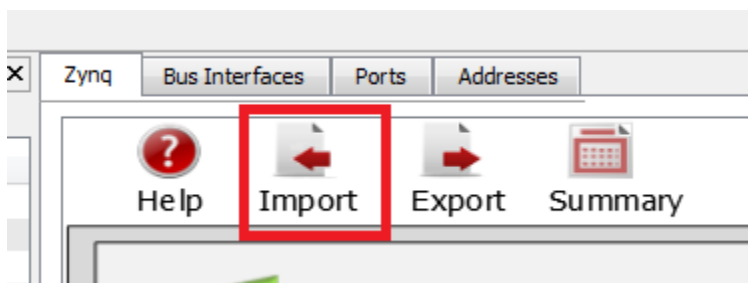 Zynq Bus Interfaces Ports Addresses
Help Import Export Summary